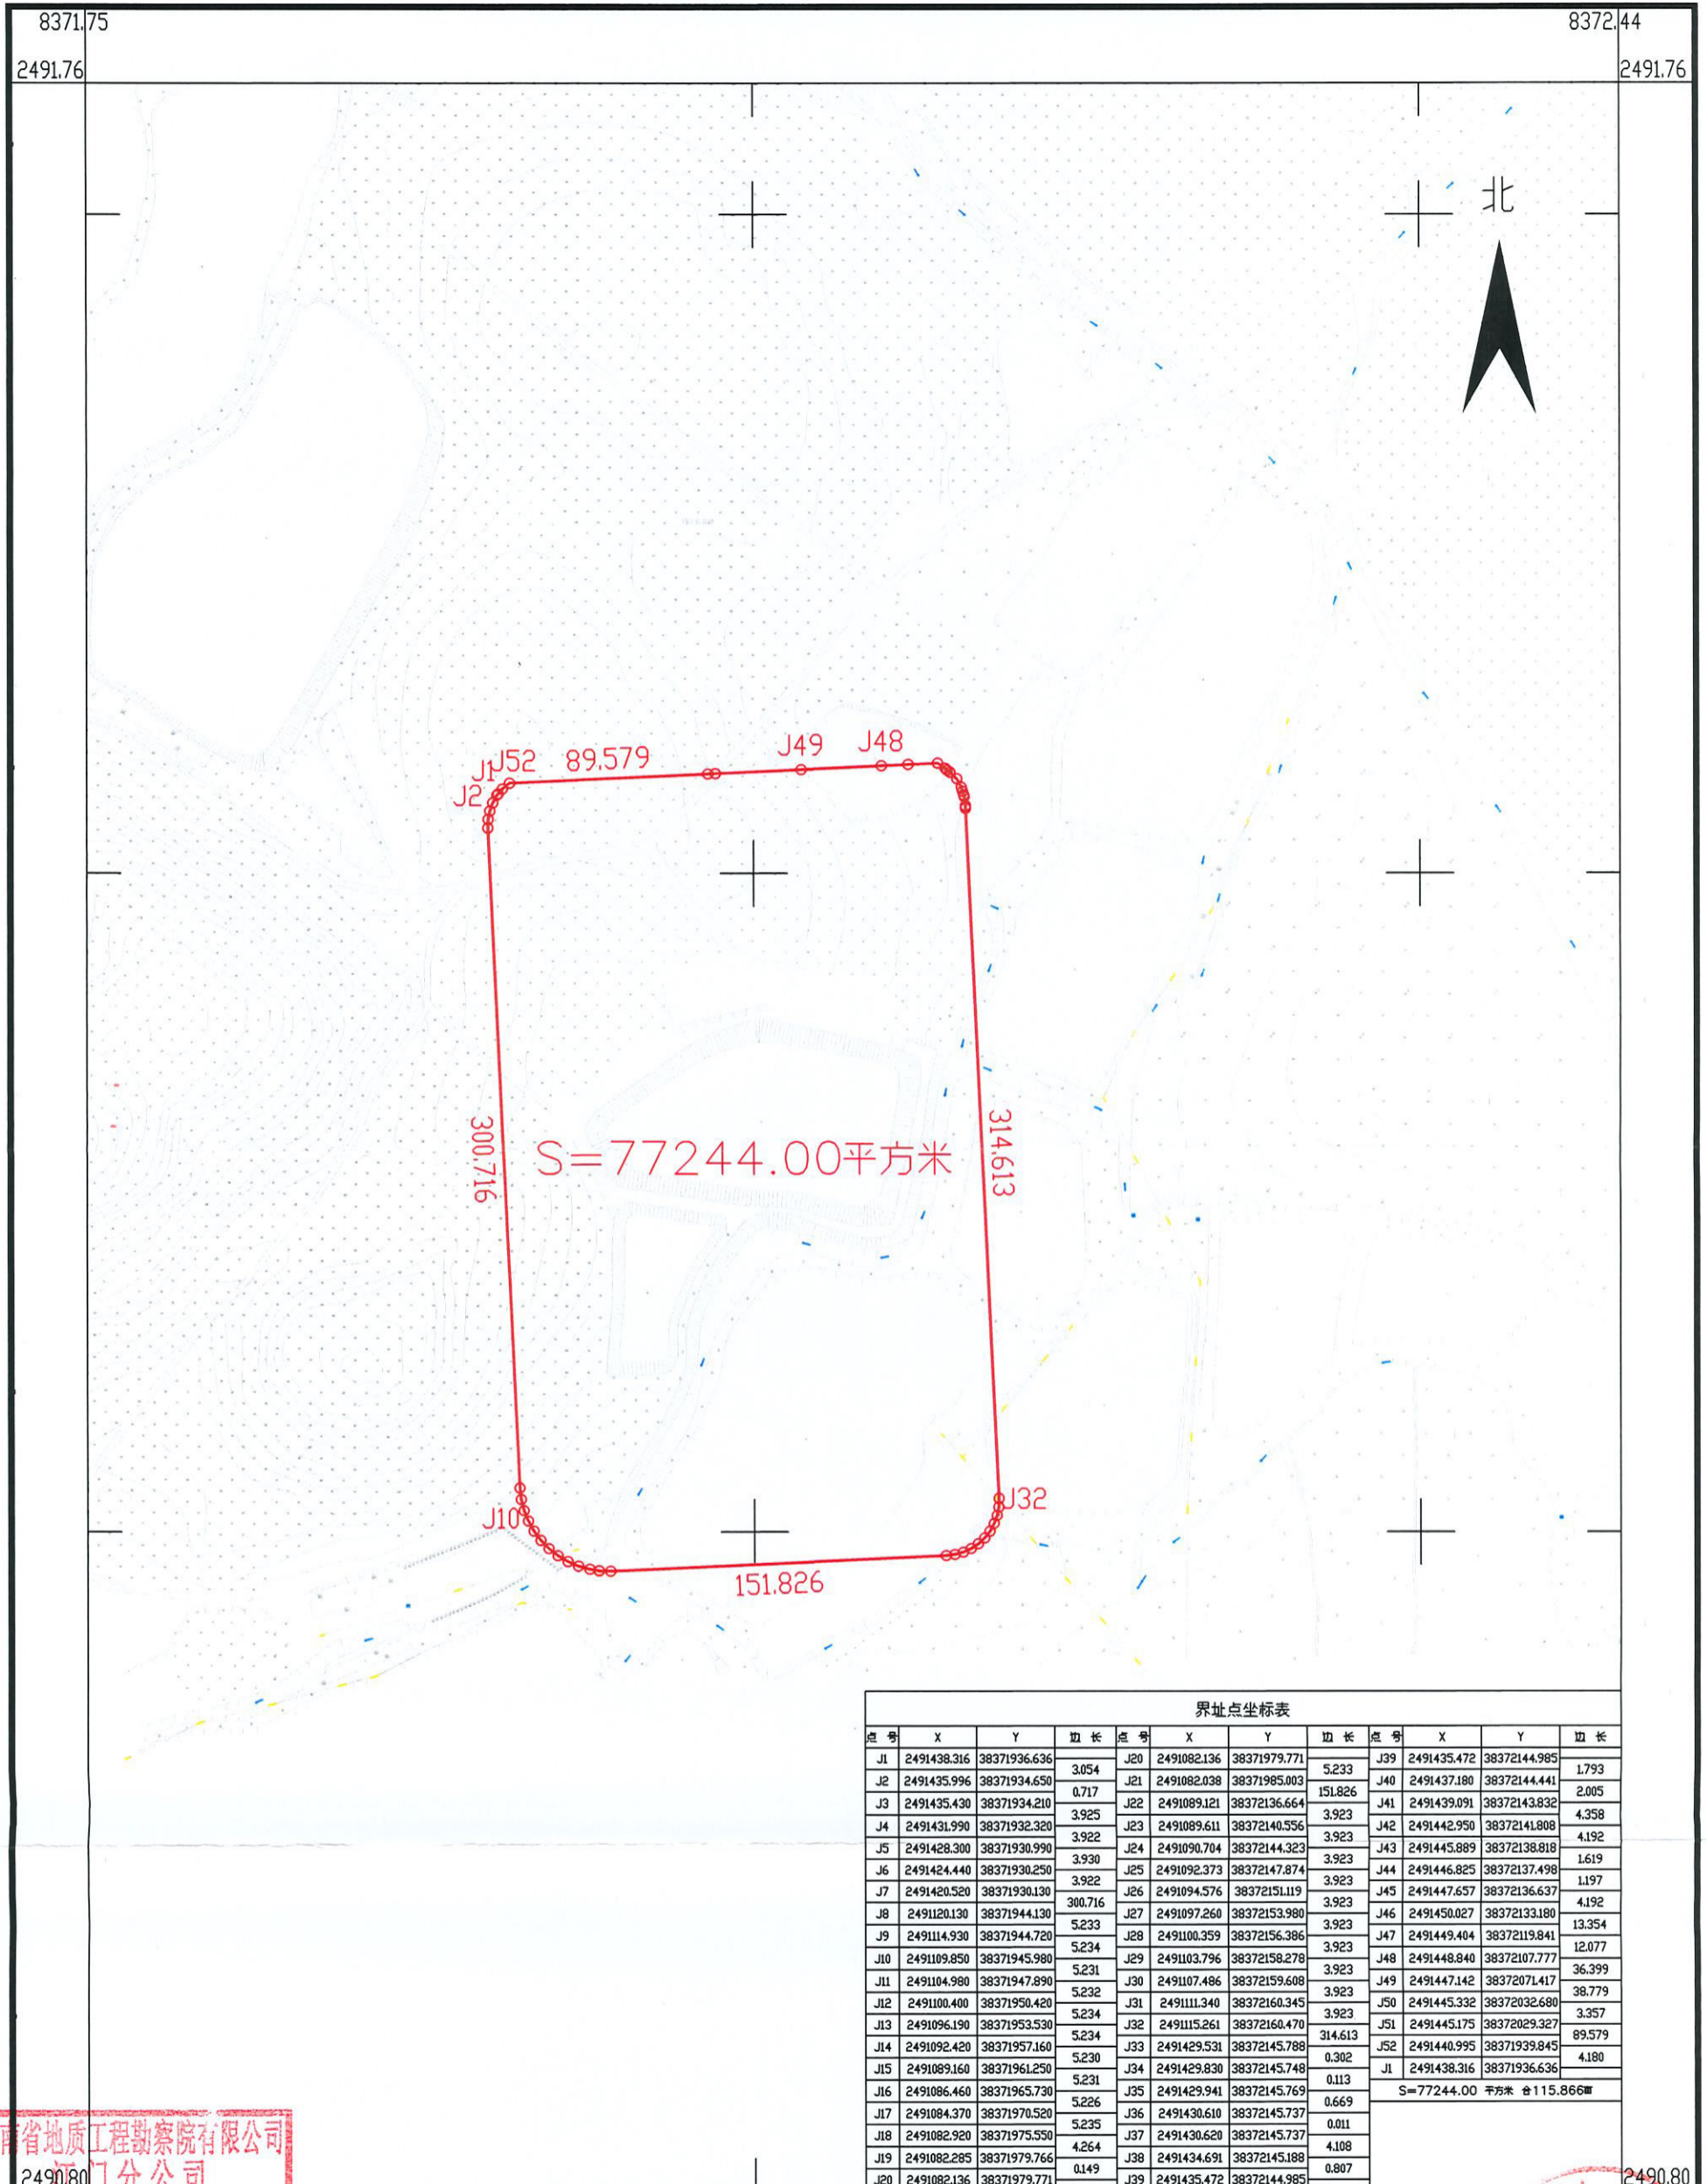 8371.75
8372.44
2491.76
2491.76
北
J52
89.579
J49
J48
J1
J2
300.716
S=77244.00平方米
314.613
J10
J32
151.826
界址点坐标表
点 号 X Y 边 长 点 号 X Y 边 长 点 号 X Y 边 长
J1 2491438.316 38371936.636 J20 2491082.136 38371979.771 J39 2491435.472 38372144.985
3.054 5.233 1.793
J2 2491435.996 38371934.650 J21 2491082.038 38371985.003 J40 2491437.180 38372144.441
0.717 151.826 2.005
J3 2491435.430 38371934.210 J22 2491089.121 38372136.664 J41 2491439.091 38372143.832
3.925 3.923 4.358
J4 2491431.990 38371932.320 J23 2491089.611 38372140.556 J42 2491442.950 38372141.808
3.922 3.923 4.192
J5 2491428.300 38371930.990 J24 2491090.704 38372144.323 J43 2491445.889 38372138.818
3.930 3.923 1.619
J6 2491424.440 38371930.250 J25 2491092.373 38372147.874 J44 2491446.825 38372137.498
3.922 3.923 1.197
J7 2491420.520 38371930.130 J26 2491094.576 38372151.119 J45 2491447.657 38372136.637
300.716 3.923 4.192
J8 2491120.130 38371944.130 J27 2491097.260 38372153.980 J46 2491450.027 38372133.180
5.233 3.923 13.354
J9 2491114.930 38371944.720 J28 2491100.359 38372156.386 J47 2491449.404 38372119.841
5.234 3.923 12.077
J10 2491109.850 38371945.980 J29 2491103.796 38372158.278 J48 2491448.840 38372107.777
5.231 3.923 36.399
J11 2491104.980 38371947.890 J30 2491107.486 38372159.608 J49 2491447.142 38372071.417
5.232 3.923 38.779
J12 2491100.400 38371950.420 J31 2491111.340 38372160.345 J50 2491445.332 38372032.680
5.234 3.923 3.357
J13 2491096.190 38371953.530 J32 2491115.261 38372160.470 J51 2491445.175 38372029.327
5.234 314.613 89.579
J14 2491092.420 38371957.160 J33 2491429.531 38372145.788 J52 2491440.995 38371939.845
5.230 0.302 4.180
J15 2491089.160 38371961.250 J34 2491429.830 38372145.748 J1 2491438.316 38371936.636
5.231 0.113
J16 2491086.460 38371965.730 J35 2491429.941 38372145.769 S=77244.00 平方米 合115.866亩
5.226 0.669
J17 2491084.370 38371970.520 J36 2491430.610 38372145.737
5.235 0.011
J18 2491082.920 38371975.550 J37 2491430.620 38372145.737
4.264 4.108
J19 2491082.285 38371979.766 J38 2491434.691 38372145.188
0.149 0.807
J20 2491082.136 38371979.771 J39 2491435.472 38372144.985
省地质工程勘察院有限公司
江门分公司
2490.80
2490.80